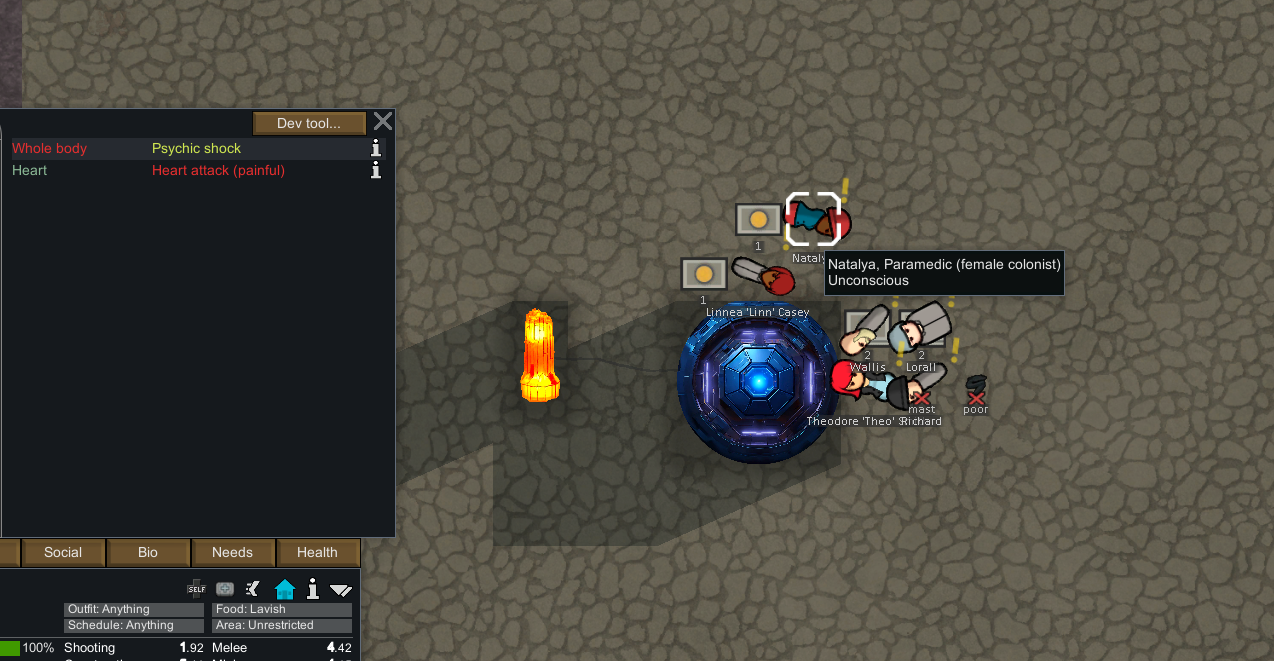 Dev tool...
Whole body Psychic shock
Heart Heart attack (painful)
1
Natalya, Paramedic (female colonist)
Unconscious
1
Linnea 'Linn' Casey
2 2
Wallis Lorall
mast poor
Theodore 'Theo'
Richard
Social Bio Needs Health
SELF
Outfit: Anything Food: Lavish
Schedule: Anything Area: Unrestricted
100% Shooting 1.92 Melee 4.42